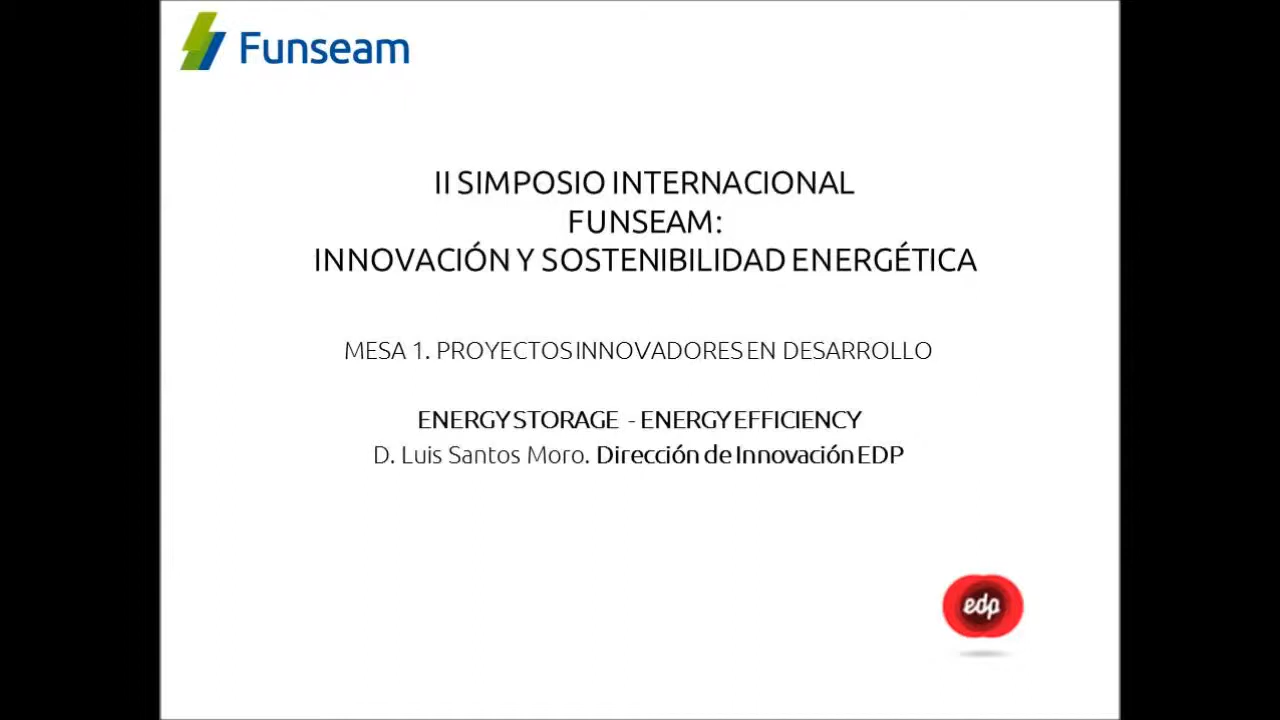 Funseam
II SIMPOSIO INTERNACIONAL
FUNSEAM:
INNOVACIÓN Y SOSTENIBILIDAD ENERGÉTICA
MESA 1. PROYECTOS INNOVADORES EN DESARROLLO
ENERGY STORAGE - ENERGY EFFICIENCY
D. Luis Santos Moro. Dirección de Innovación EDP
edp